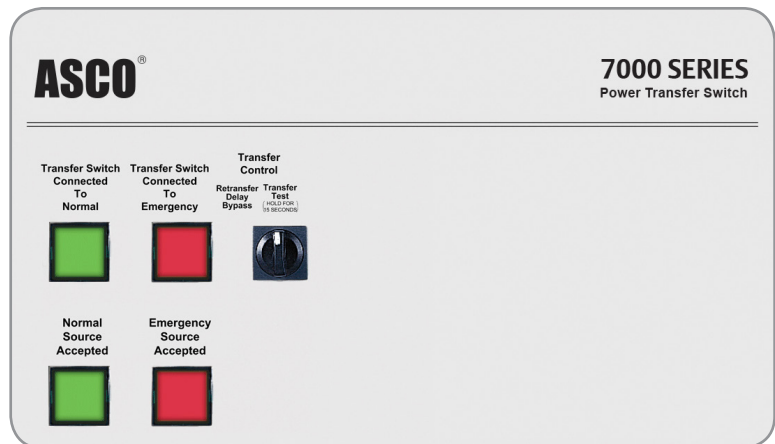 ASCO®
7000 SERIES
Power Transfer Switch
Transfer Switch
Connected
To
Normal
Transfer Switch
Connected
To
Emergency
Transfer
Control
Retransfer
Delay
Bypass
Transfer
Test
(HOLD FOR
15 SECONDS)
Normal
Source
Accepted
Emergency
Source
Accepted